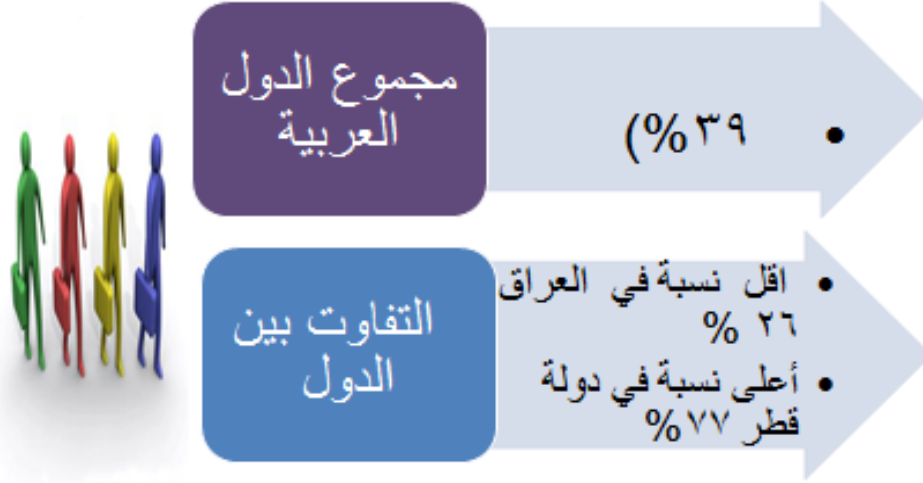 مجموع الدول
العربية
• ٣٩%)
التفاوت بين
الدول
• اقل نسبة في العراق
٢٦ %
• أعلى نسبة في دولة
قطر ٧٧%